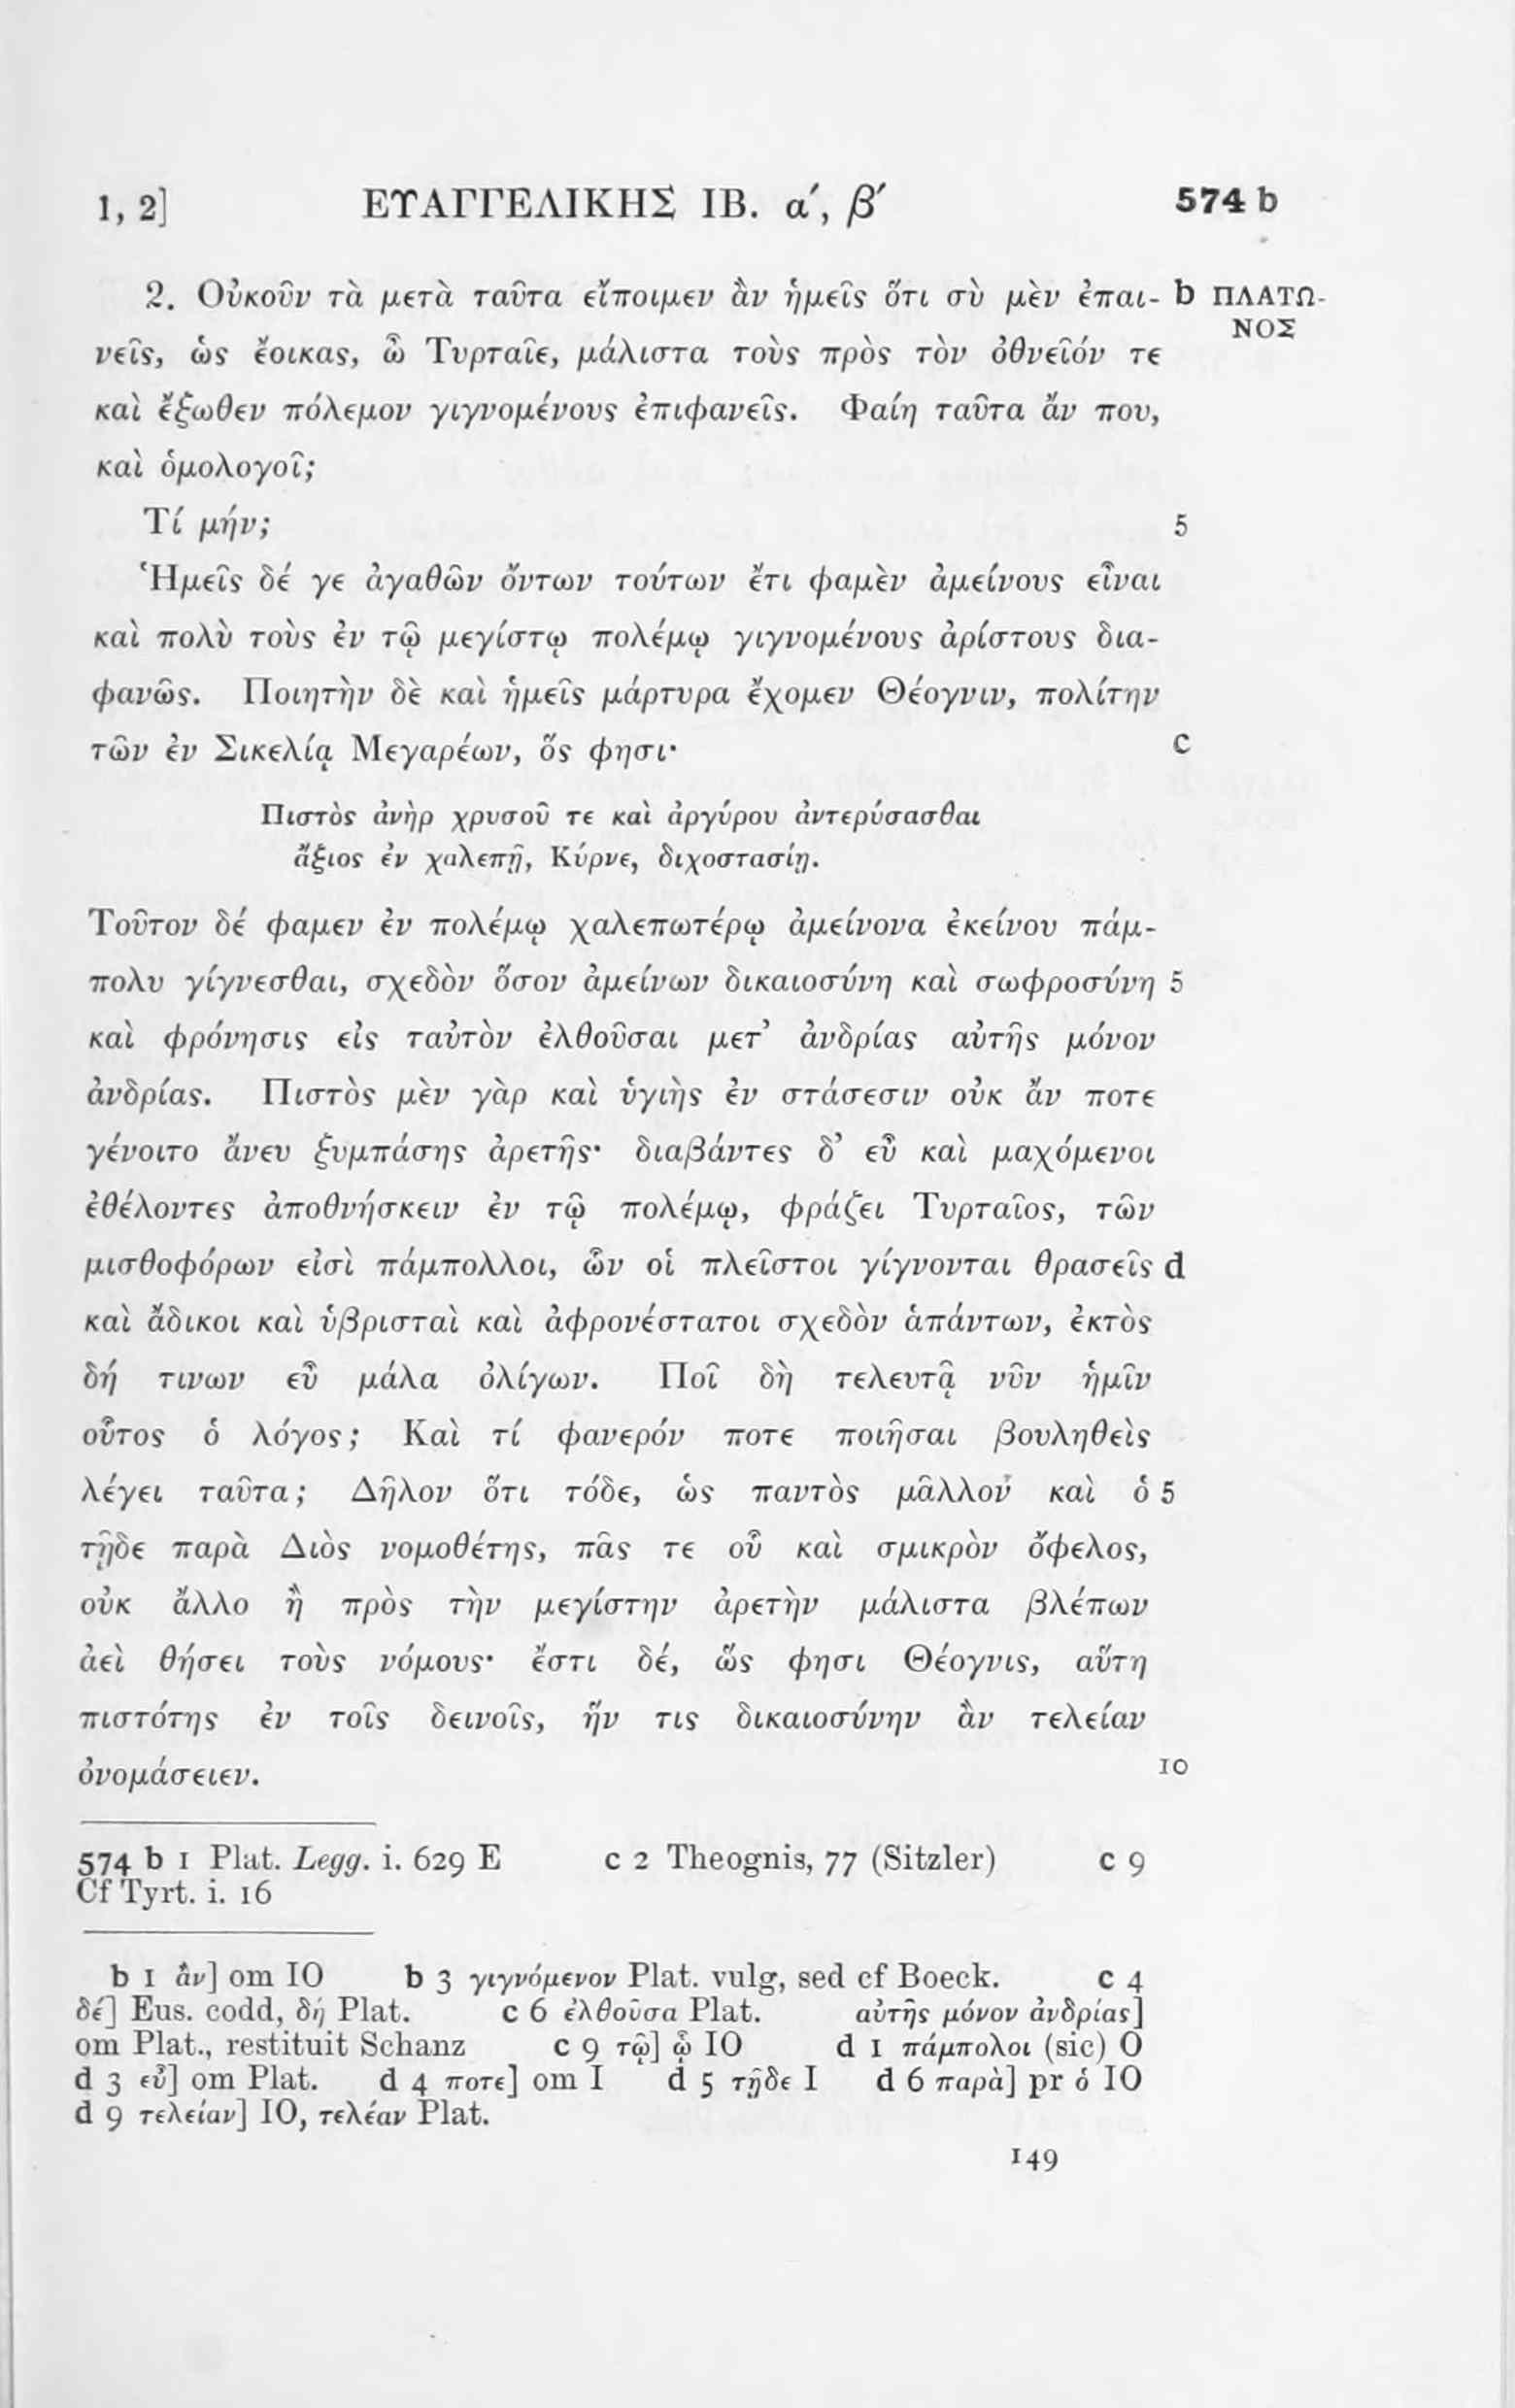 1, 2] ΕΥΑΓΓΕΛΙΚΗΣ ΙΒ. α΄, β΄ 574 b
2. Οὐκοῦν τὰ μετὰ ταῦτα εἴποιμεν ἂν ἡμεῖς ὅτι σὺ μὲν ἐπαι- b ΠΛΑΤΩ-
ΝΟΣ
νεῖς, ὡς ἔοικας, ὦ Τυρταῖε, μάλιστα τοὺς πρὸς τὸν ὀθνεῖόν τε
καὶ ἔξωθεν πόλεμον γιγνομένους ἐπιφανεῖς. Φαίη ταῦτα ἄν που,
καὶ ὁμολογοῖ;
Τί μήν; 5
Ἡμεῖς δέ γε ἀγαθῶν ὄντων τούτων ἔτι φαμὲν ἀμείνους εἶναι
καὶ πολὺ τοὺς ἐν τῷ μεγίστῳ πολέμῳ γιγνομένους ἀρίστους δια-
φανῶς. Ποιητὴν δὲ καὶ ἡμεῖς μάρτυρα ἔχομεν Θέογνιν, πολίτην
τῶν ἐν Σικελίᾳ Μεγαρέων, ὅς φησι· c
Πιστὸς ἀνὴρ χρυσοῦ τε καὶ ἀργύρου ἀντερύσασθαι
ἄξιος ἐν χαλεπῇ, Κύρνε, διχοστασίῃ.
Τοῦτον δέ φαμεν ἐν πολέμῳ χαλεπωτέρῳ ἀμείνονα ἐκείνου πάμ-
πολυ γίγνεσθαι, σχεδὸν ὅσον ἀμείνων δικαιοσύνη καὶ σωφροσύνη 5
καὶ φρόνησις εἰς ταὐτὸν ἐλθοῦσαι μετ’ ἀνδρίας αὐτῆς μόνον
ἀνδρίας. Πιστὸς μὲν γὰρ καὶ ὑγιὴς ἐν στάσεσιν οὐκ ἄν ποτε
γένοιτο ἄνευ ξυμπάσης ἀρετῆς· διαβάντες δ’ εὖ καὶ μαχόμενοι
ἐθέλοντες ἀποθνήσκειν ἐν τῷ πολέμῳ, φράζει Τυρταῖος, τῶν
μισθοφόρων εἰσὶ πάμπολλοι, ὧν οἱ πλεῖστοι γίγνονται θρασεῖς d
καὶ ἄδικοι καὶ ὑβρισταὶ καὶ ἀφρονέστατοι σχεδὸν ἁπάντων, ἐκτὸς
δή τινων εὖ μάλα ὀλίγων. Ποῖ δὴ τελευτᾷ νῦν ἡμῖν
οὗτος ὁ λόγος; Καὶ τί φανερόν ποτε ποιῆσαι βουληθεὶς
λέγει ταῦτα; Δῆλον ὅτι τόδε, ὡς παντὸς μᾶλλον καὶ ὁ 5
τῇδε παρὰ Διὸς νομοθέτης, πᾶς τε οὗ καὶ σμικρὸν ὄφελος,
οὐκ ἄλλο ἢ πρὸς τὴν μεγίστην ἀρετὴν μάλιστα βλέπων
ἀεὶ θήσει τοὺς νόμους· ἔστι δέ, ὥς φησι Θέογνις, αὕτη
πιστότης ἐν τοῖς δεινοῖς, ἥν τις δικαιοσύνην ἂν τελείαν
ὀνομάσειεν. 10
574 b 1 Plat. Legg. i. 629 E c 2 Theognis, 77 (Sitzler) c 9
Cf Tyrt. i. 16
b 1 ἂν] om IO b 3 γιγνόμενον Plat. vulg, sed cf Boeck. c 4
δέ] Eus. codd, δή Plat. c 6 ἐλθοῦσα Plat. αὐτῆς μόνον ἀνδρίας]
om Plat., restituit Schanz c 9 τῷ] ᾧ IO d 1 πάμπολοι (sic) O
d 3 εὖ] om Plat. d 4 ποτε] om I d 5 τῇδε I d 6 παρὰ] pr ὁ IO
d 9 τελείαν] IO, τελέαν Plat.
149